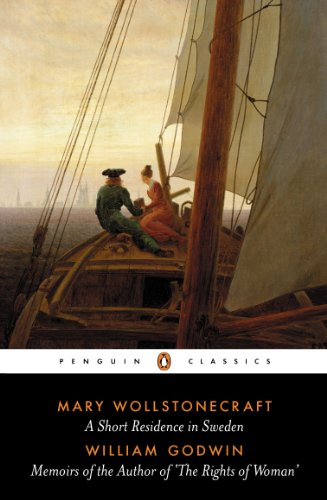 PENGUIN CLASSICS
MARY WOLLSTONECRAFT
A Short Residence in Sweden
WILLIAM GODWIN
Memoirs of the Author of ‘The Rights of Woman’